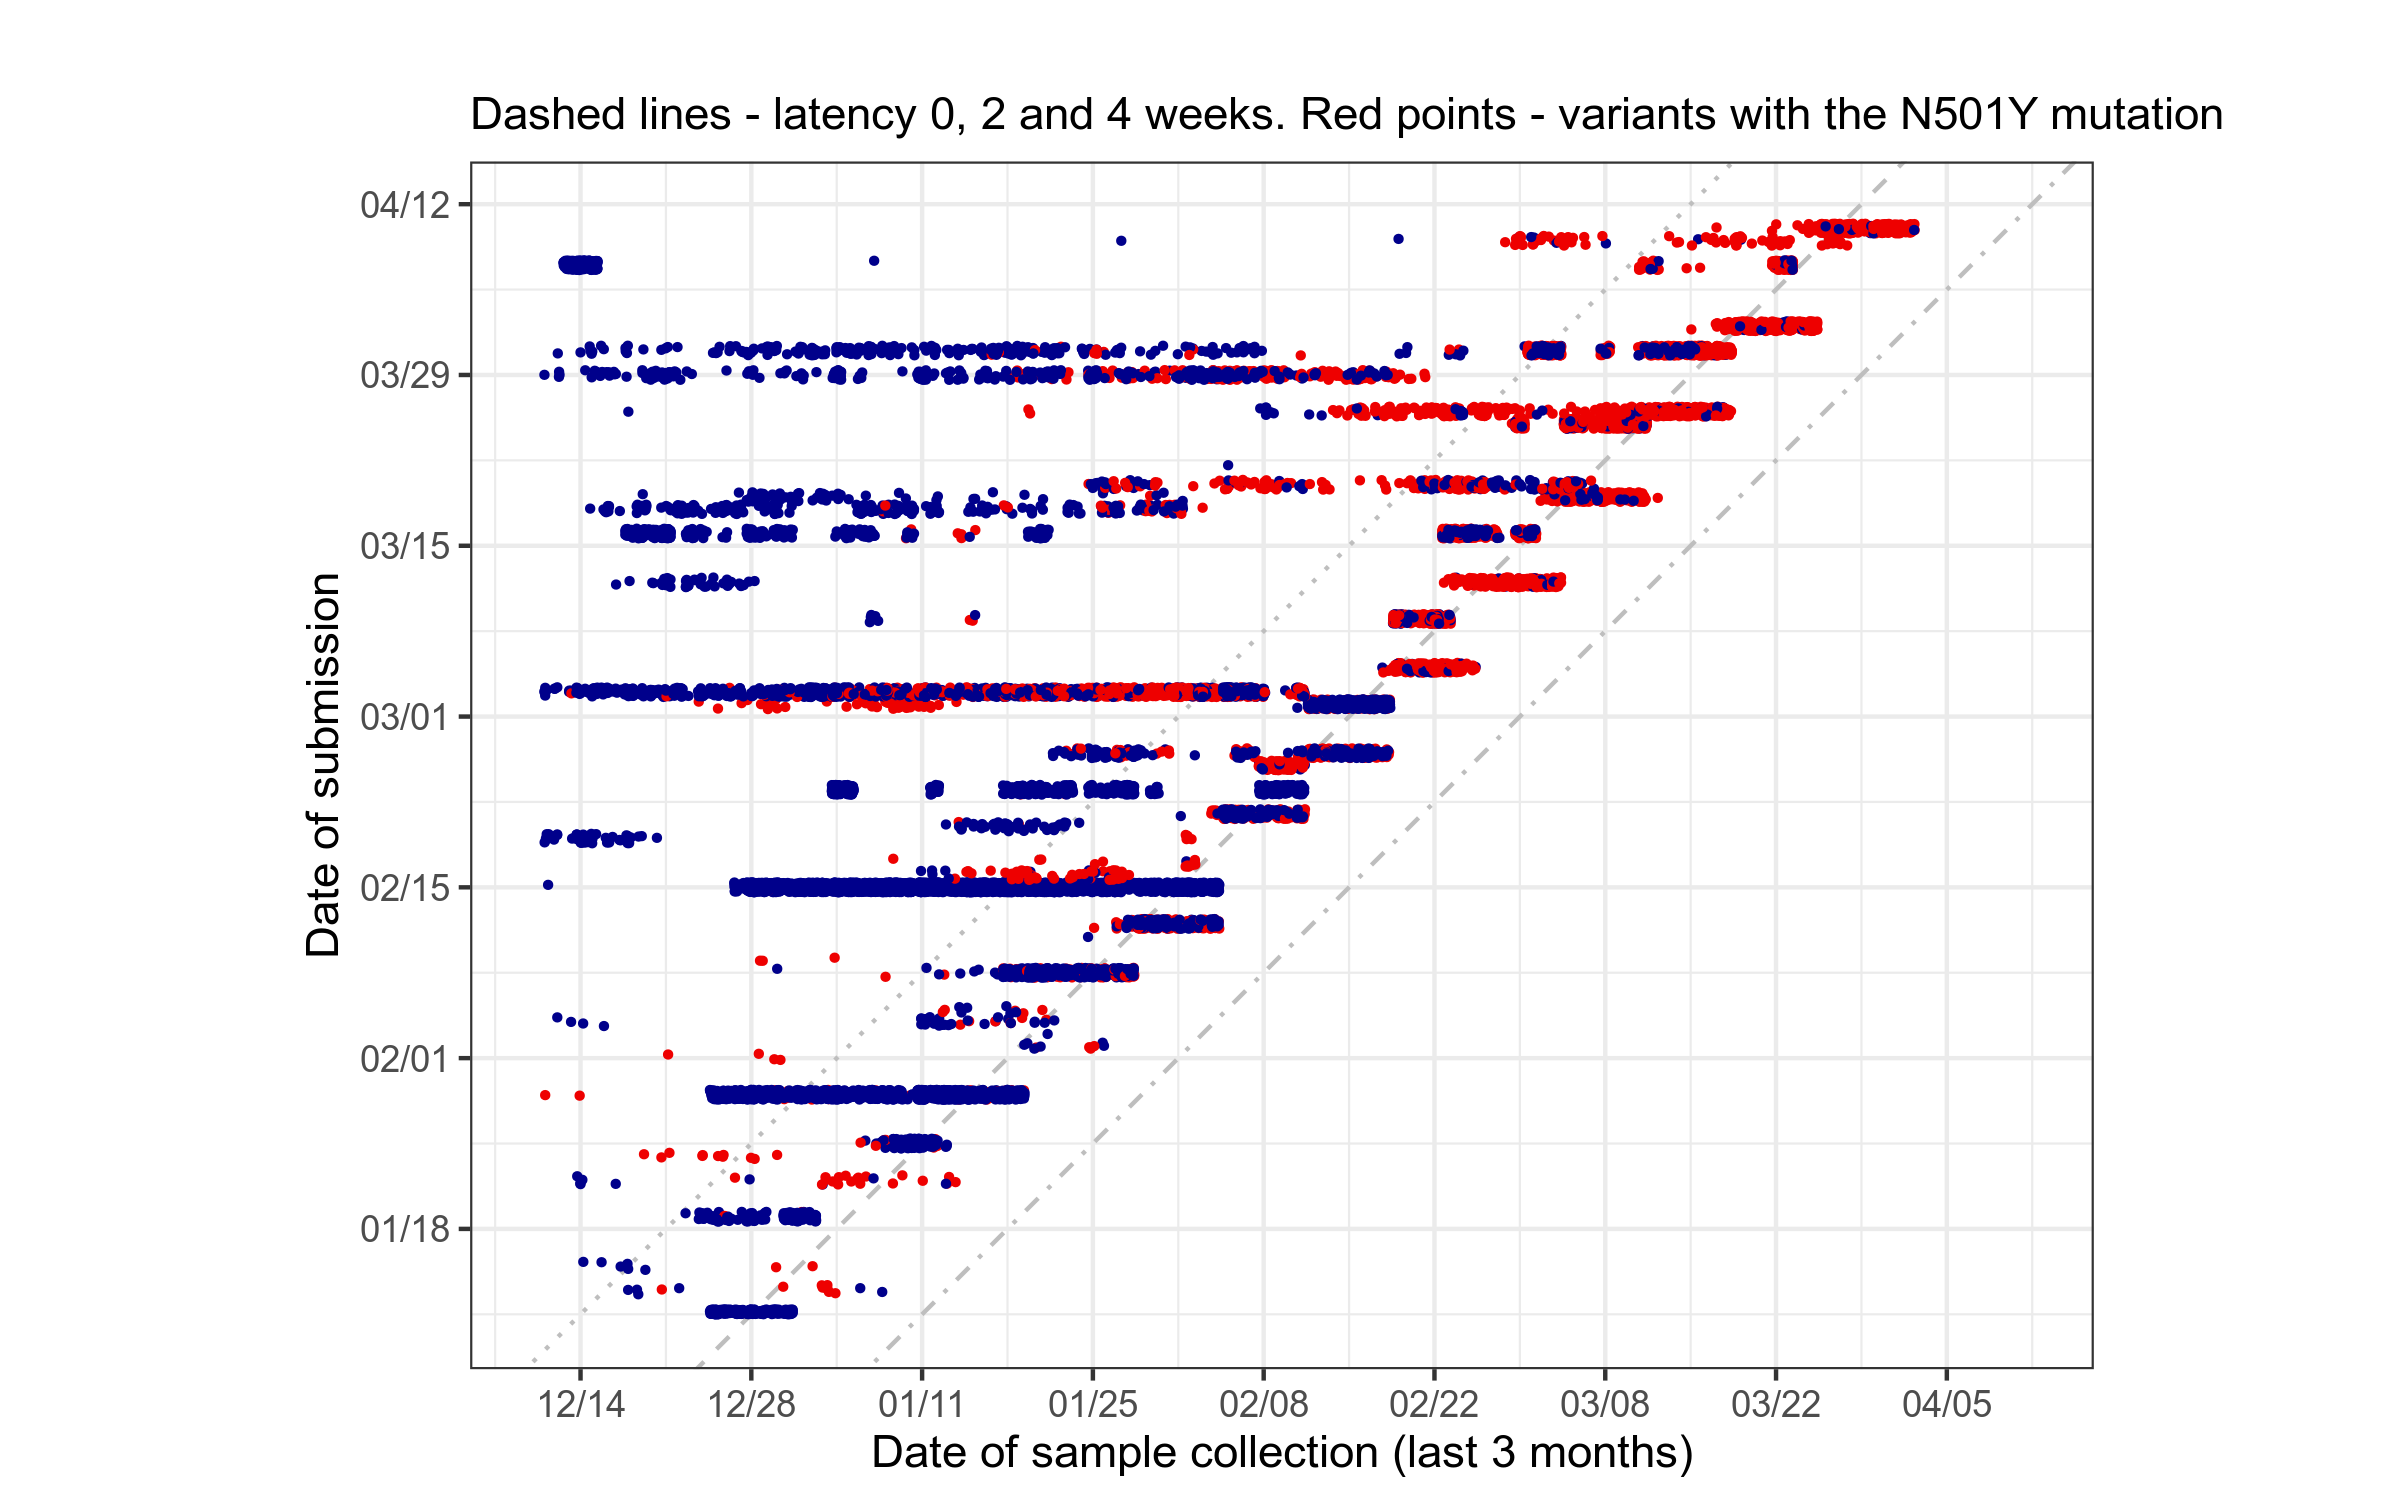 Dashed lines - latency 0, 2 and 4 weeks. Red points - variants with the N501Y mutation
04/12
03/29
03/15
03/01
02/15
02/01
01/18
Date of submission
12/14 12/28 01/11 01/25 02/08 02/22 03/08 03/22 04/05
Date of sample collection (last 3 months)